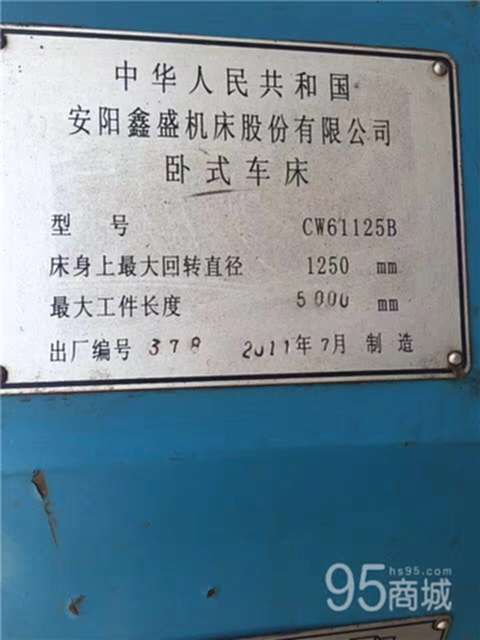 中华人民共和国
安阳鑫盛机床股份有限公司
卧式车床
型 号 CW61125B
床身上最大回转直径 1250 mm
最大工件长度 5000 mm
出厂编号 378 2011年7月 制造
hs95.com
95商城